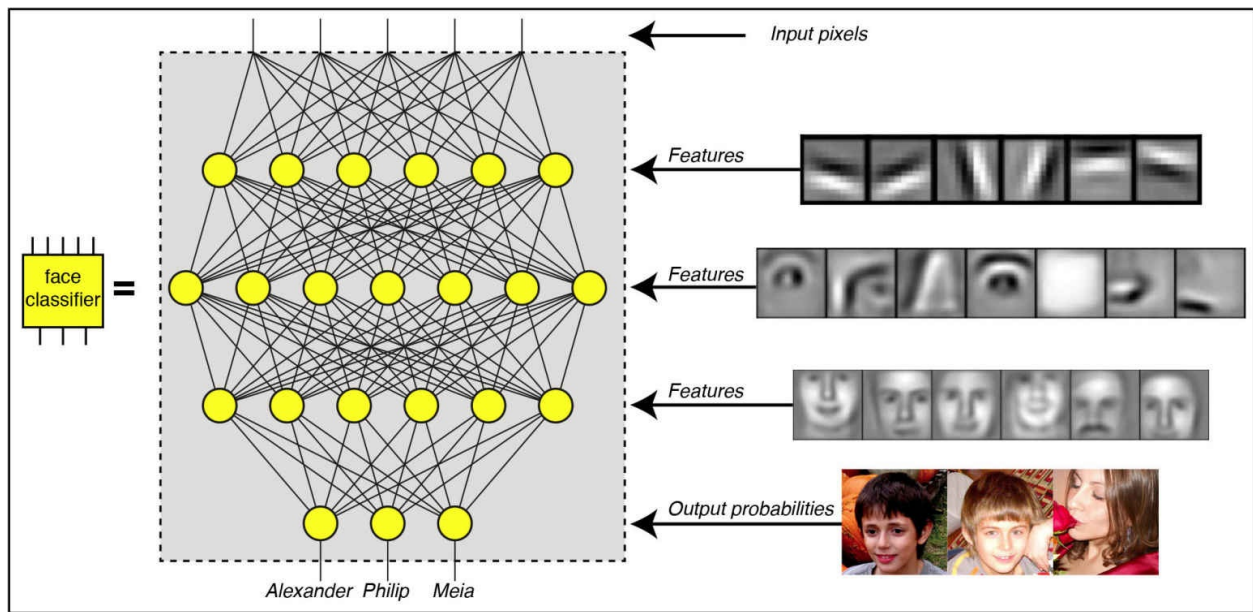 Input pixels
Features
face
classifier
=
Features
Features
Output probabilities
Alexander Philip Meia